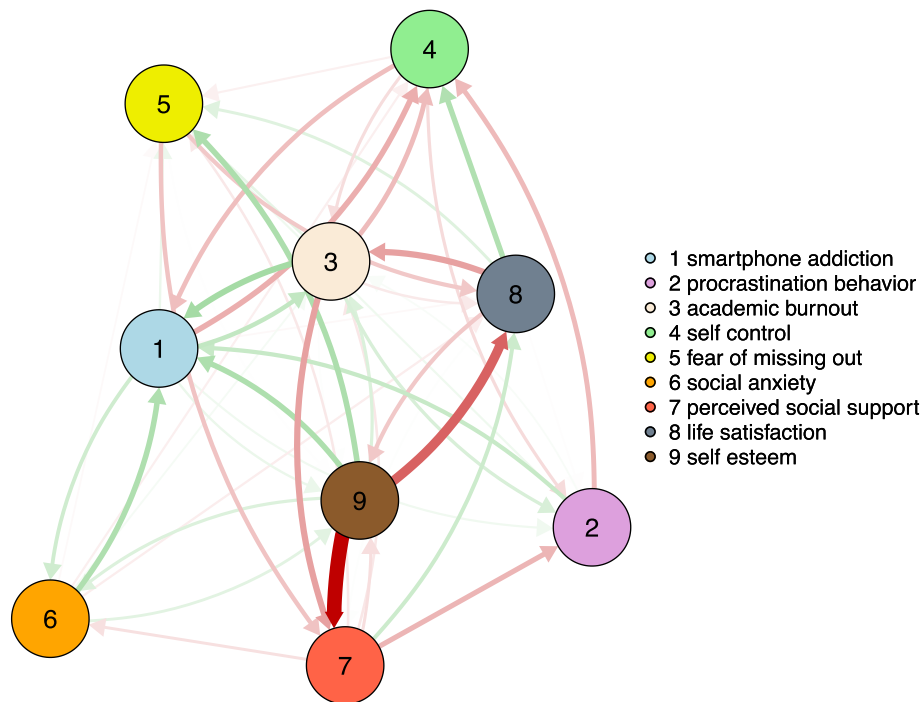 4
5
3
8
1
9
2
6
7
1 smartphone addiction
2 procrastination behavior
3 academic burnout
4 self control
5 fear of missing out
6 social anxiety
7 perceived social support
8 life satisfaction
9 self esteem